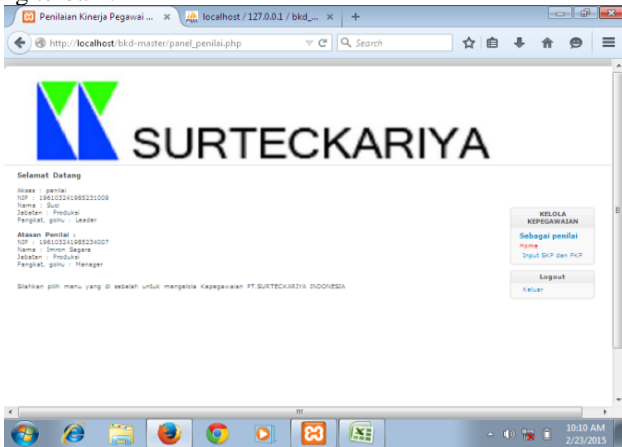 Penilaian Kinerja Pegawai ...
localhost / 127.0.0.1 / bkd_...
http://localhost/bkd-master/panel_penilai.php
Search
SURTECKARIYA
Selamat Datang
Akses : penilai
NIP : 196103241985231009
Nama : Suci
Jabatan : Produksi
Pangkat, golru : Leader
Atasan Penilai :
NIP : 196103241985234007
Nama : Imron Sagara
Jabatan : Produksi
Pangkat, golru : Manager
Silahkan pilih menu yang di sebelah untuk mengelola Kepegawaian PT.SURTECKARIYA INDONESIA
KELOLA
KEPEGAWAIAN
Sebagai penilai
Home
Input SKP dan PKP
Logout
Keluar
10:10 AM
2/23/2015